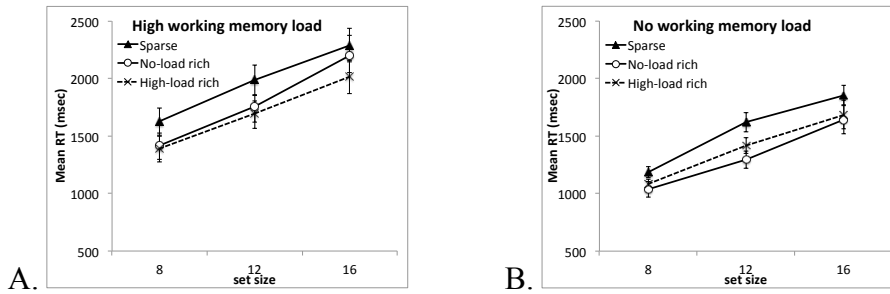 High working memory load
Sparse
No-load rich
High-load rich
Mean RT (msec)
2500
2000
1500
1000
500
8
12
16
set size
A.
No working memory load
Sparse
No-load rich
High-load rich
Mean RT (msec)
2500
2000
1500
1000
500
8
12
16
set size
B.